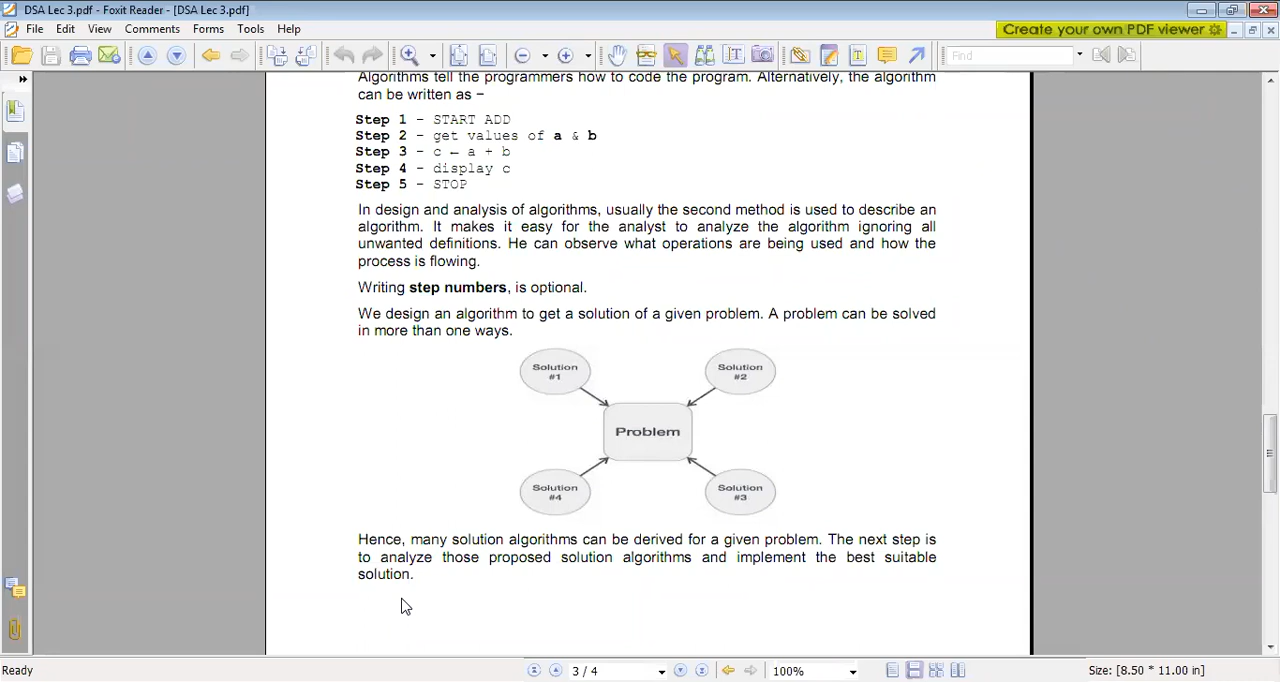 DSA Lec 3.pdf - Foxit Reader - [DSA Lec 3.pdf]
File Edit View Comments Forms Tools Help
Create your own PDF viewer
Find
Algorithms tell the programmers how to code the program. Alternatively, the algorithm
can be written as −
Step 1 − START ADD
Step 2 − get values of a & b
Step 3 − c ← a + b
Step 4 − display c
Step 5 − STOP
In design and analysis of algorithms, usually the second method is used to describe an
algorithm. It makes it easy for the analyst to analyze the algorithm ignoring all
unwanted definitions. He can observe what operations are being used and how the
process is flowing.
Writing step numbers, is optional.
We design an algorithm to get a solution of a given problem. A problem can be solved
in more than one ways.
Solution #1
Solution #2
Problem
Solution #4
Solution #3
Hence, many solution algorithms can be derived for a given problem. The next step is
to analyze those proposed solution algorithms and implement the best suitable
solution.
Ready
3 / 4
100%
Size: [8.50 * 11.00 in]